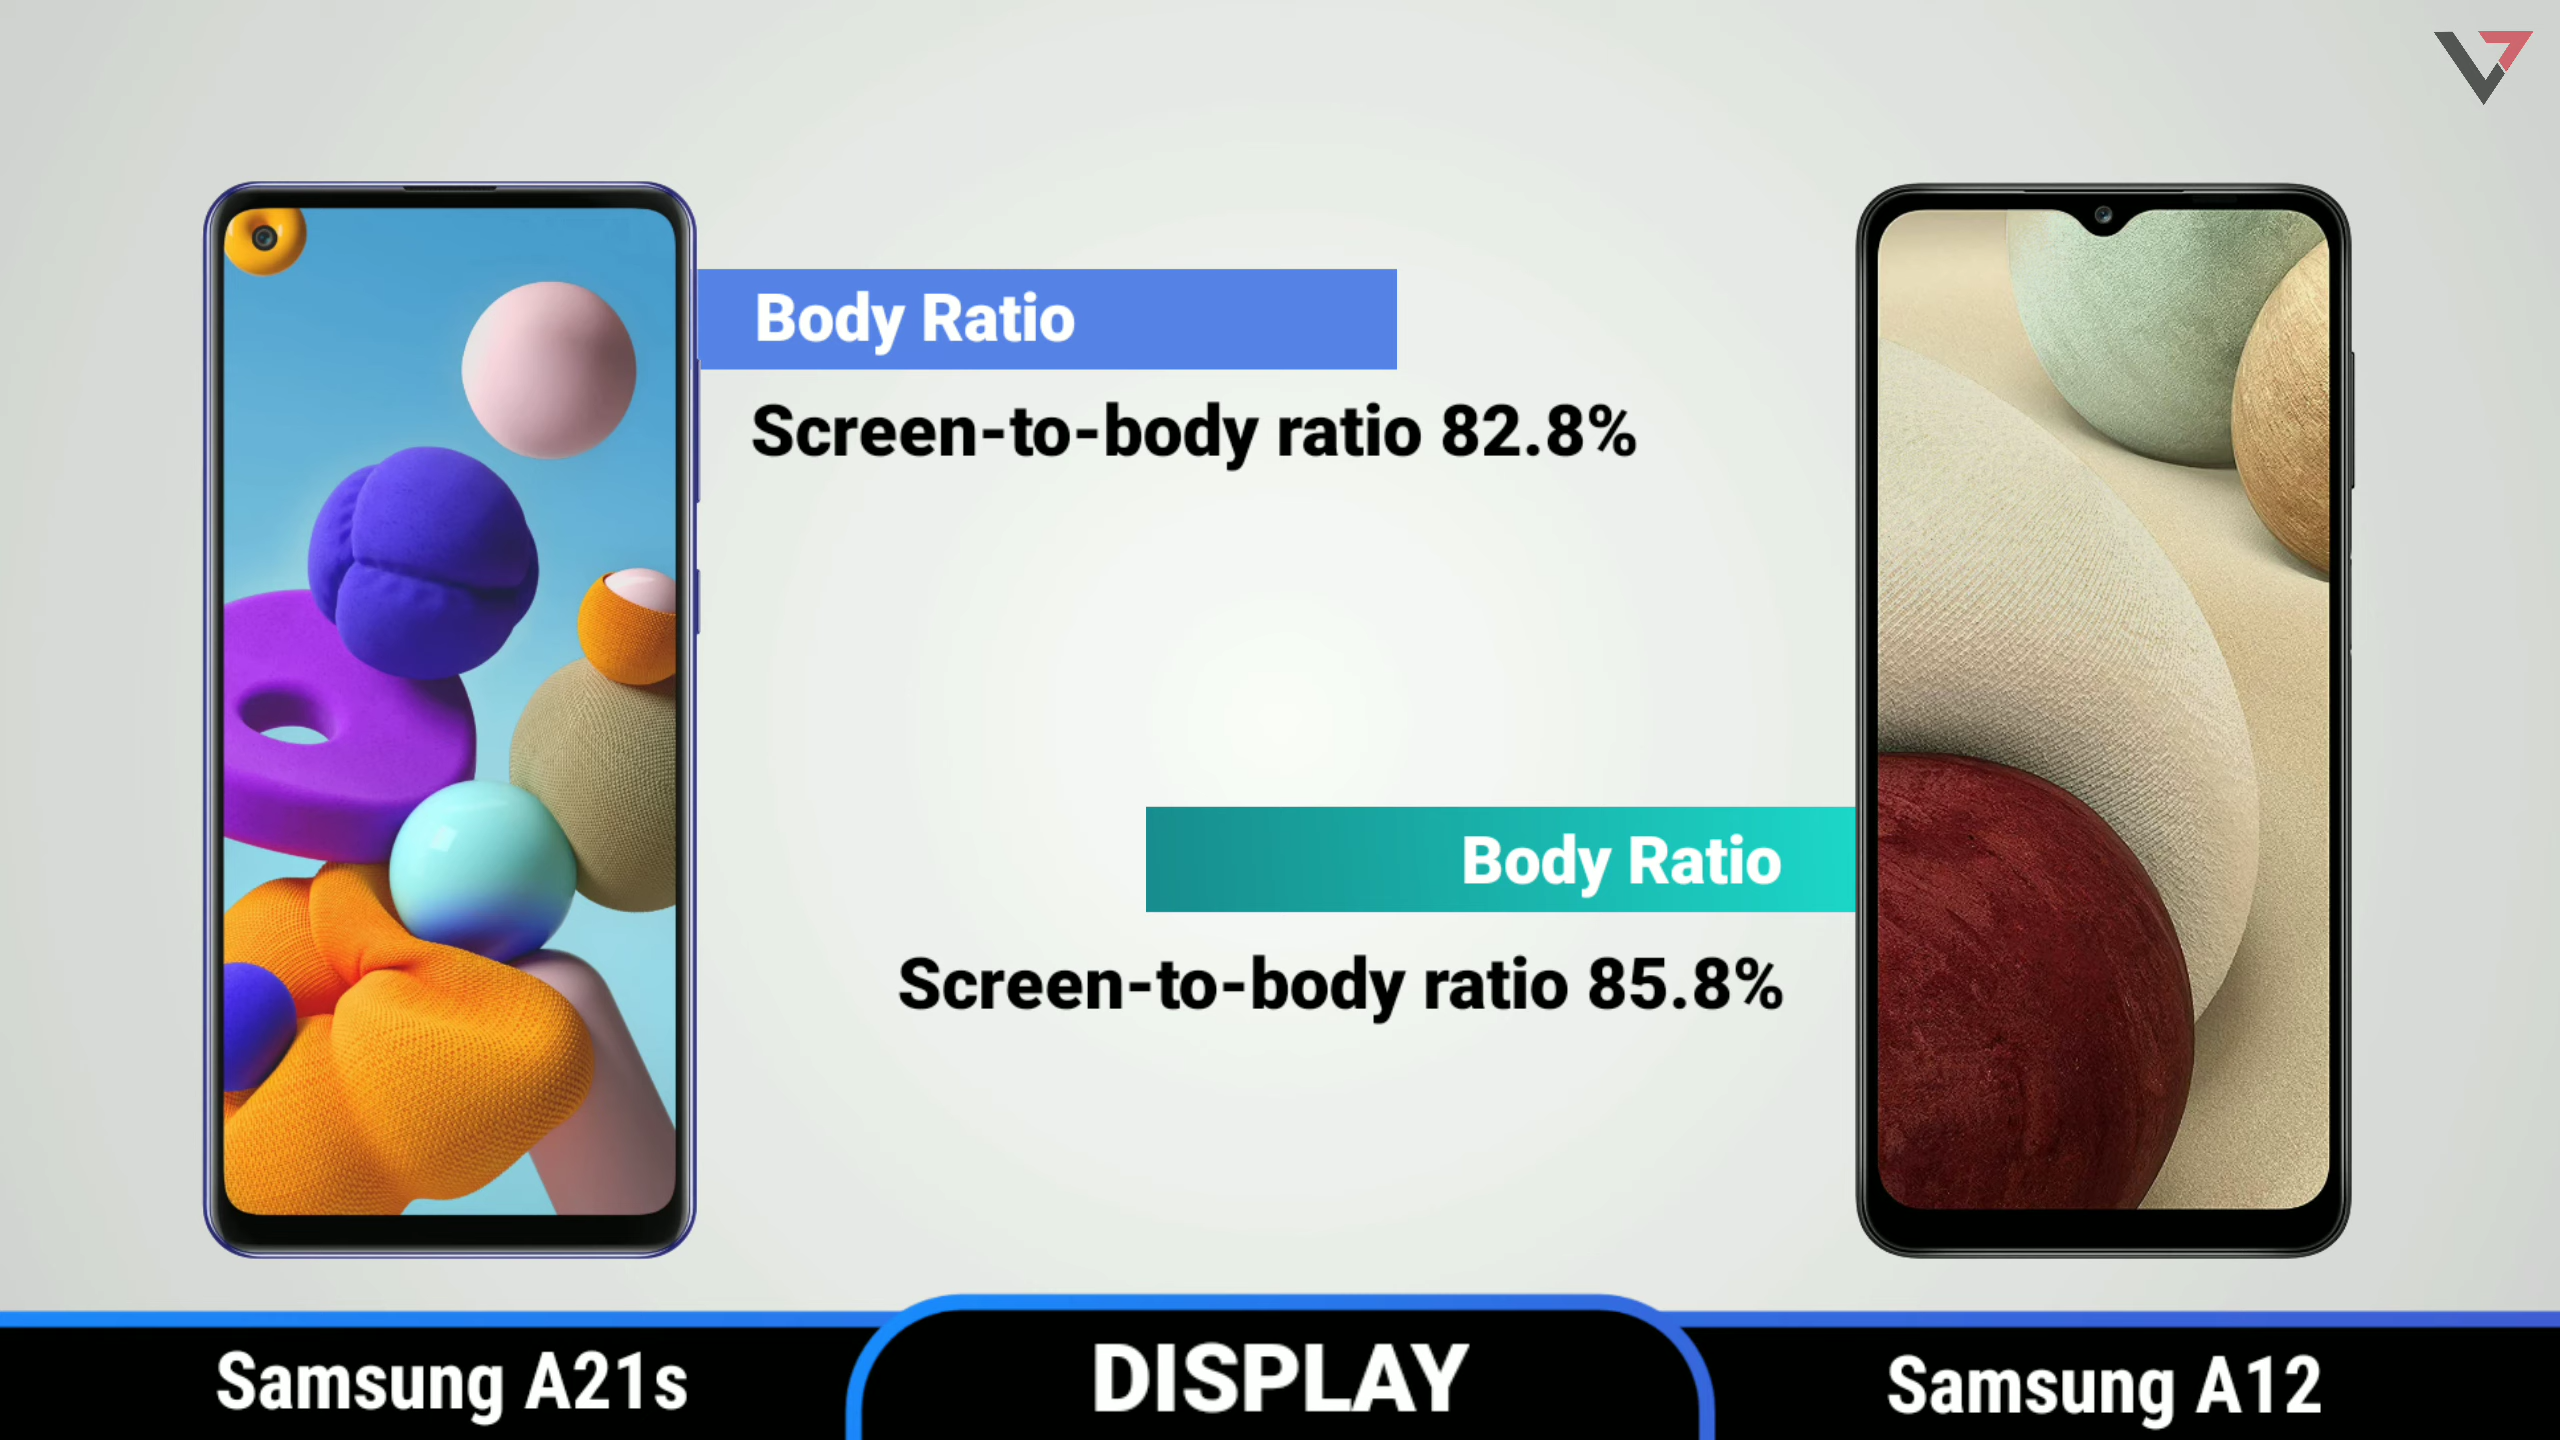 Body Ratio
Screen-to-body ratio 82.8%
Body Ratio
Screen-to-body ratio 85.8%
Samsung A21s
DISPLAY
Samsung A12